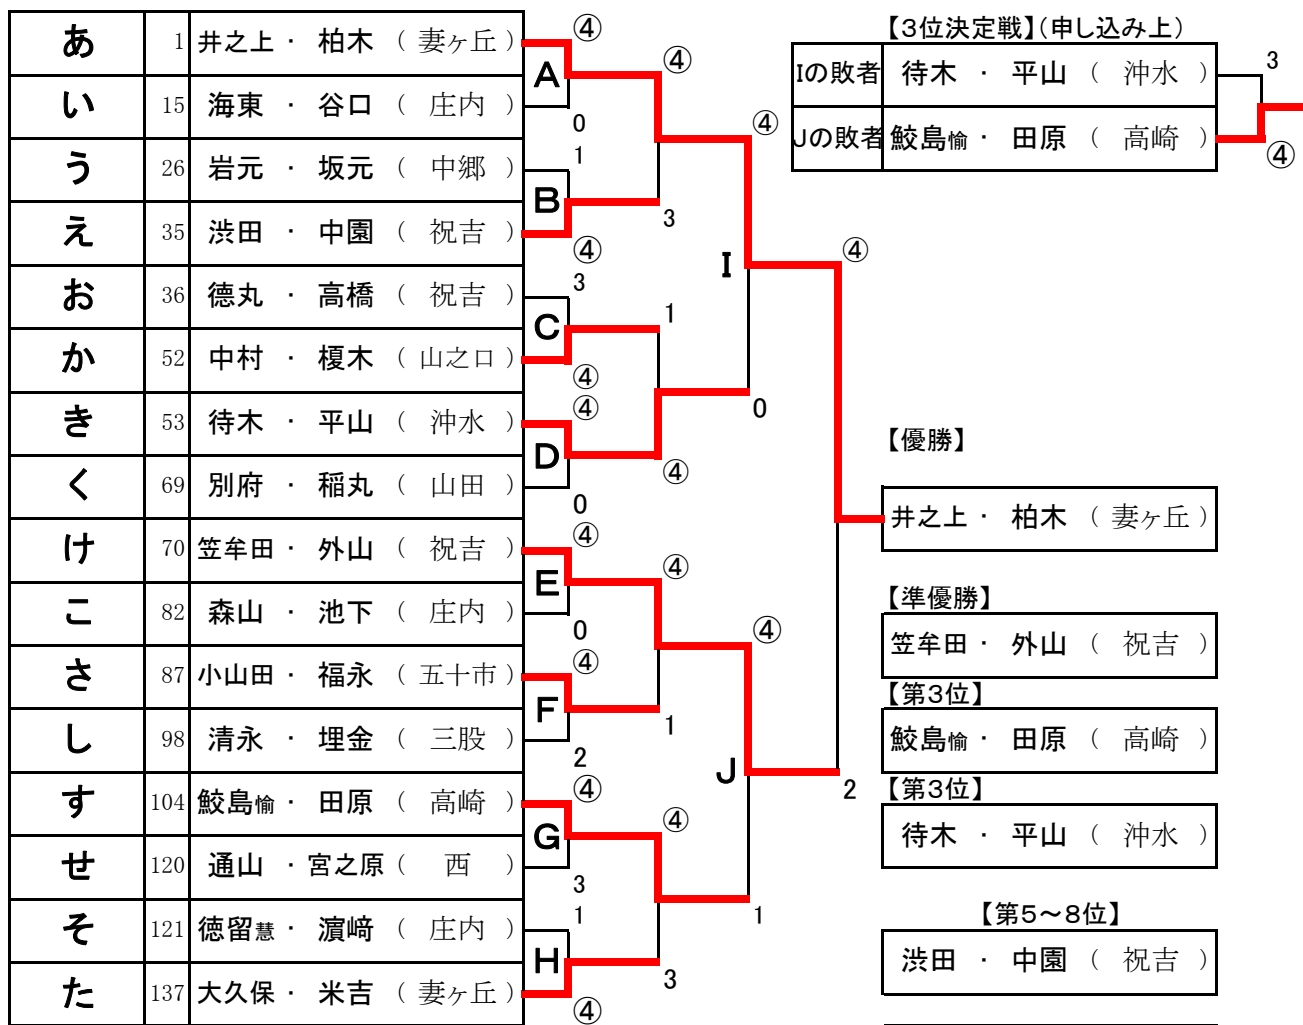 あ 1 井之上・柏木（妻ヶ丘）
い 15 海東・谷口（庄内）
う 26 岩元・坂元（中郷）
え 35 渋田・中園（祝吉）
お 36 德丸・高橋（祝吉）
か 52 中村・榎木（山之口）
き 53 待木・平山（沖水）
く 69 別府・稲丸（山田）
け 70 笠牟田・外山（祝吉）
こ 82 森山・池下（庄内）
さ 87 小山田・福永（五十市）
し 98 清永・埋金（三股）
す 104 鮫島愉・田原（高崎）
せ 120 通山・宮之原（西）
そ 121 徳留慧・濵﨑（庄内）
た 137 大久保・米吉（妻ヶ丘）
④
A
0
1
B
④
3
C
④
④
D
0
④
E
0
④
F
2
④
G
3
1
H
④
④
3
1
④
④
1
④
3
④
I
0
④
J
1
④
2
【3位決定戦】（申し込み上）
Iの敗者 待木・平山（沖水） 3
Jの敗者 鮫島愉・田原（高崎） ④
【優勝】
井之上・柏木（妻ヶ丘）
【準優勝】
笠牟田・外山（祝吉）
【第3位】
鮫島愉・田原（高崎）
【第3位】
待木・平山（沖水）
【第5～8位】
渋田・中園（祝吉）